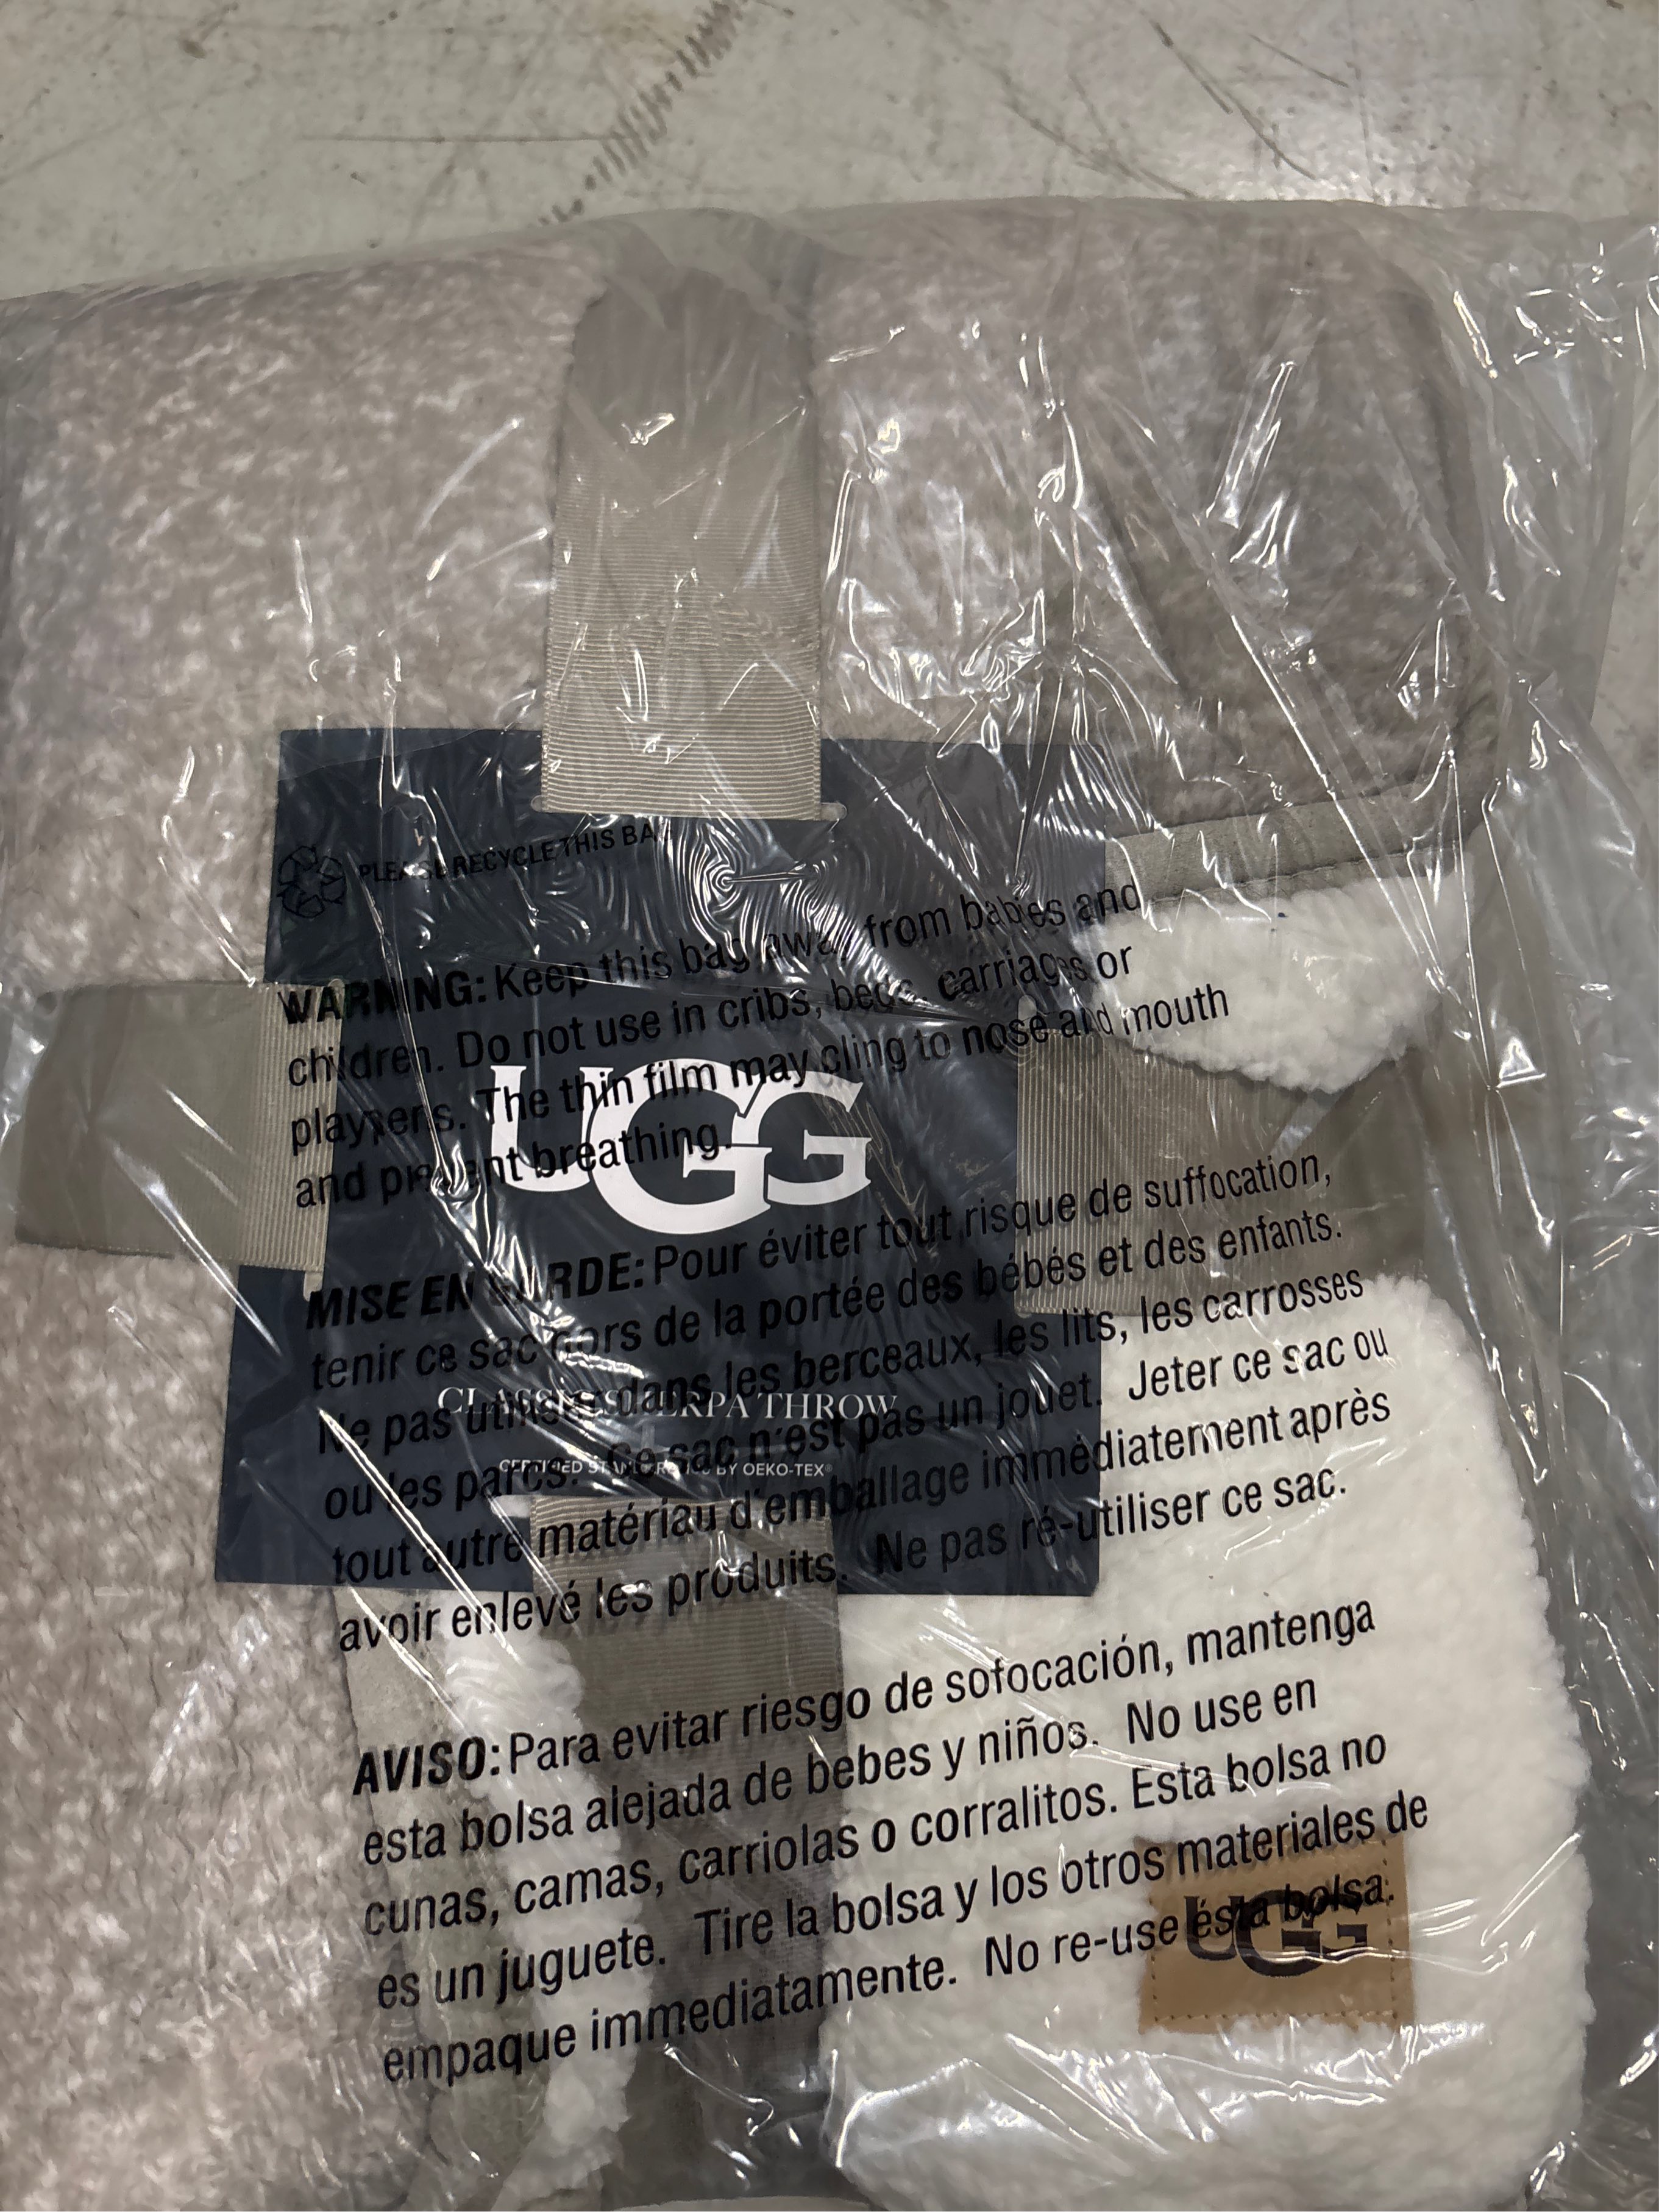 PLEASE RECYCLE THIS BAG
WARNING: Keep this bag away from babies and
children. Do not use in cribs, beds, carriages or
playpens. The thin film may cling to nose and mouth
and prevent breathing.
UGG
MISE EN GARDE: Pour éviter tout risque de suffocation,
tenir ce sac hors de la portée des bébés et des enfants.
Ne pas utiliser dans les berceaux, les lits, les carrosses
ou les parcs. Ce sac n'est pas un jouet. Jeter ce sac ou
tout autre matériau d'emballage immédiatement après
avoir enlevé les produits. Ne pas ré-utiliser ce sac.
CLASSIC SHERPA THROW
CERTIFIED STANDARD 100 BY OEKO-TEX®
AVISO: Para evitar riesgo de sofocación, mantenga
esta bolsa alejada de bebes y niños. No use en
cunas, camas, carriolas o corralitos. Esta bolsa no
es un juguete. Tire la bolsa y los otros materiales de
empaque immediatamente. No re-use ésta bolsa.
UGG